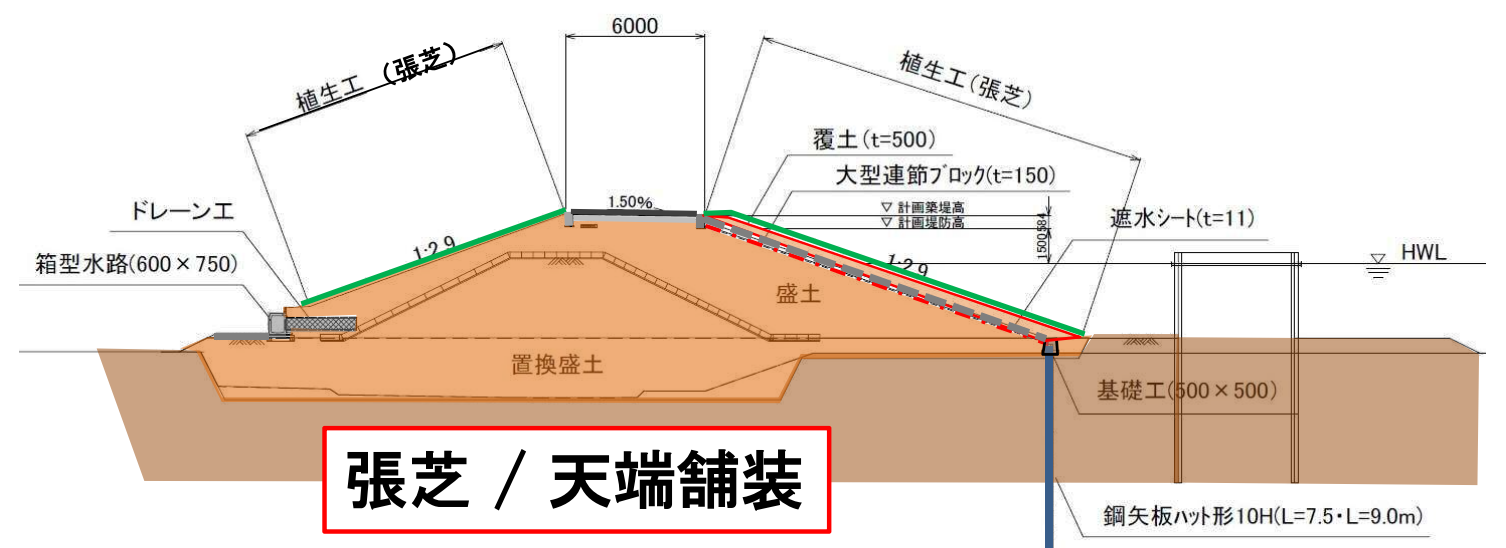 6000
植生工 （張芝）
植生工(張芝)
覆土(t=500)
大型連節ﾌﾞﾛｯｸ(t=150)
ドレーン工
1.50%
▽ 計画築堤高
▽ 計画堤防高
584
1500
遮水シート(t=11)
箱型水路(600×750)
1:2.9
1:2.9
HWL
盛土
置換盛土
基礎工(500×500)
張芝 / 天端舗装
鋼矢板ﾊｯﾄ形10H(L=7.5･L=9.0m)